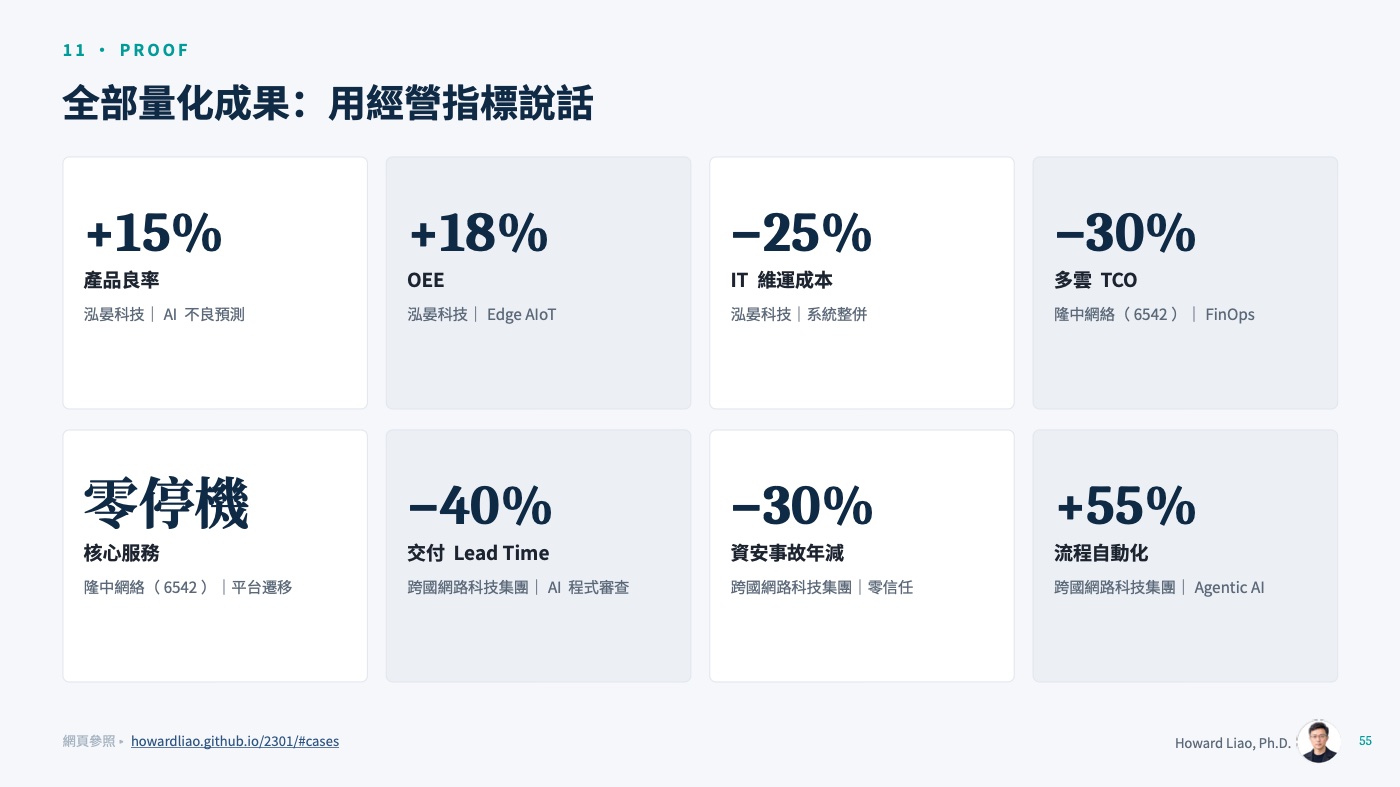 11 • PROOF
全部量化成果：用經營指標說話
+15%
產品良率
泓晏科技｜ AI 不良預測
+18%
OEE
泓晏科技｜ Edge AIoT
−25%
IT 維運成本
泓晏科技｜系統整併
−30%
多雲 TCO
隆中網絡（ 6542 ）｜ FinOps
零停機
核心服務
隆中網絡（ 6542 ）｜平台遷移
−40%
交付 Lead Time
跨國網路科技集團｜ AI 程式審查
−30%
資安事故年減
跨國網路科技集團｜零信任
+55%
流程自動化
跨國網路科技集團｜ Agentic AI
網頁參照 ▸ howardliao.github.io/2301/#cases
Howard Liao, Ph.D.
55